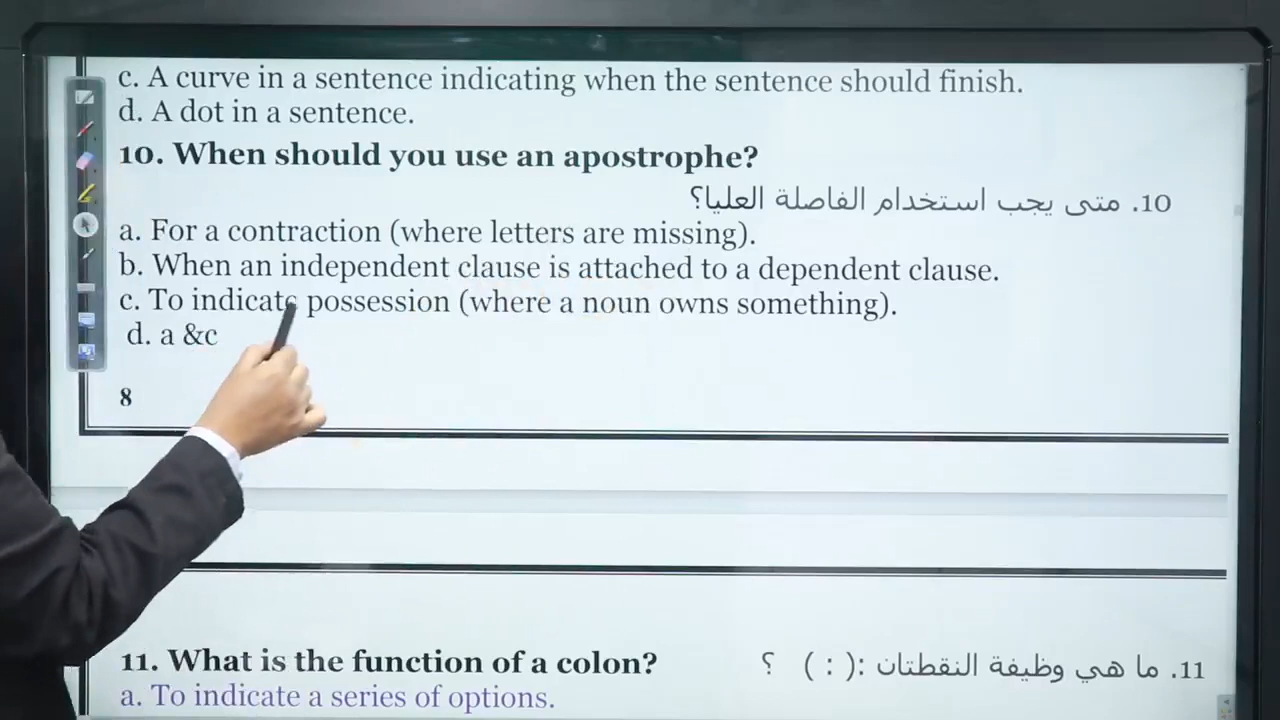 c. A curve in a sentence indicating when the sentence should finish.
d. A dot in a sentence.
10. When should you use an apostrophe?
10. متى يجب استخدام الفاصلة العليا؟
a. For a contraction (where letters are missing).
b. When an independent clause is attached to a dependent clause.
c. To indicate possession (where a noun owns something).
d. a &c
8
11. What is the function of a colon? 11. ما هي وظيفة النقطتان :( : ) ؟
a. To indicate a series of options.